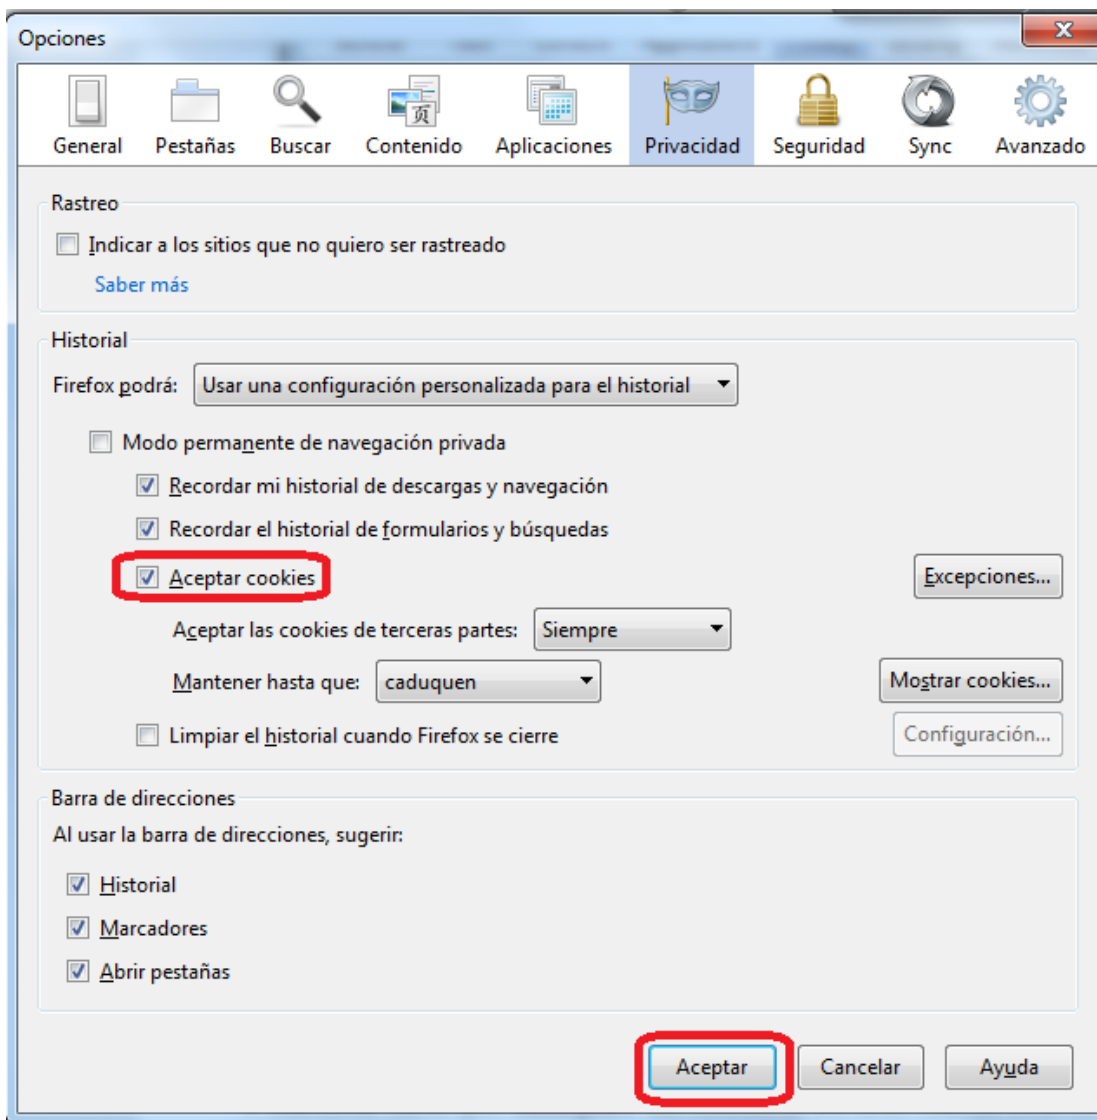 Opciones
General Pestañas Buscar Contenido Aplicaciones Privacidad Seguridad Sync Avanzado
Rastreo
Indicar a los sitios que no quiero ser rastreado
Saber más
Historial
Firefox podrá: Usar una configuración personalizada para el historial
Modo permanente de navegación privada
Recordar mi historial de descargas y navegación
Recordar el historial de formularios y búsquedas
Aceptar cookies Excepciones...
Aceptar las cookies de terceras partes: Siempre
Mantener hasta que: caduquen Mostrar cookies...
Limpiar el historial cuando Firefox se cierre Configuración...
Barra de direcciones
Al usar la barra de direcciones, sugerir:
Historial
Marcadores
Abrir pestañas
Aceptar Cancelar Ayuda